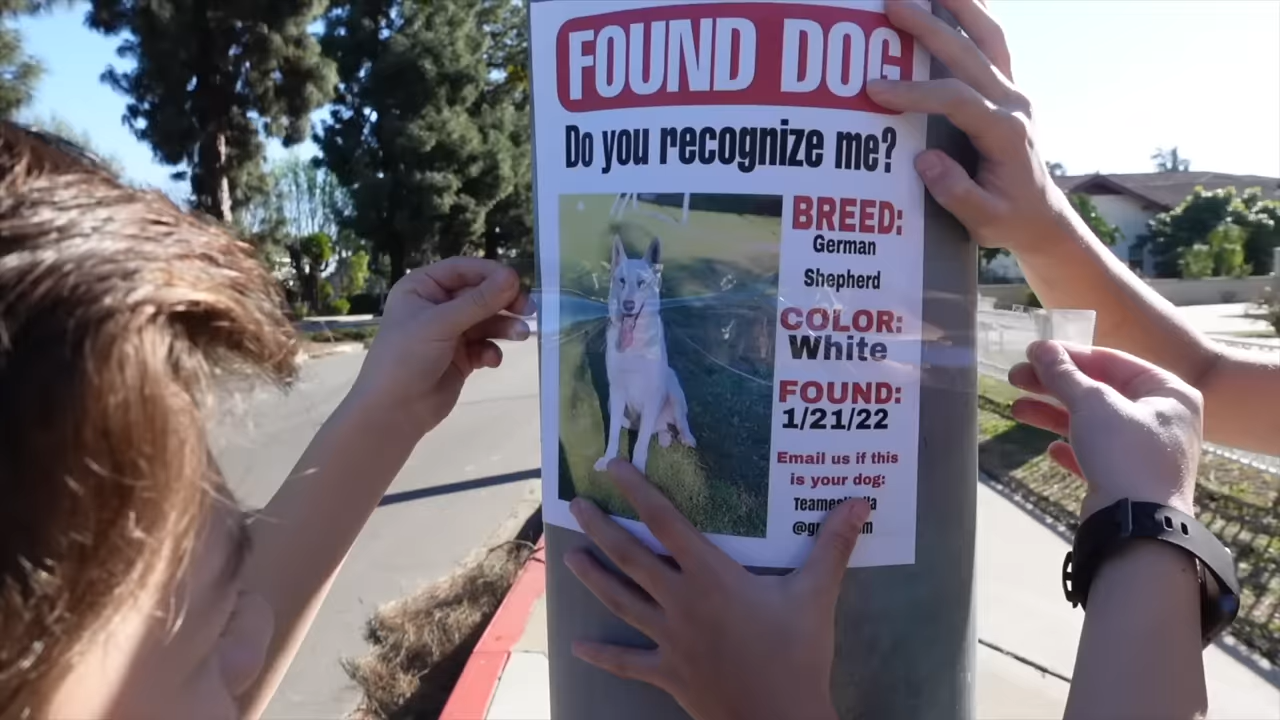 FOUND DOG
Do you recognize me?
BREED:
German
Shepherd
COLOR:
White
FOUND:
1/21/22
Email us if this
is your dog: